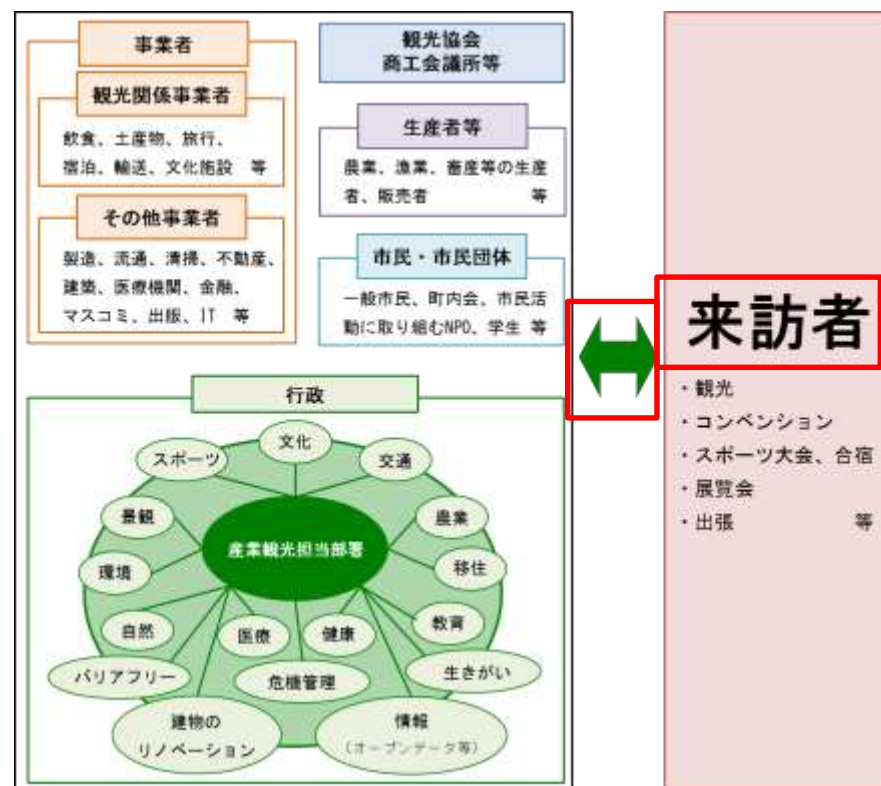 事業者
観光関係事業者
飲食、土産物、旅行、
宿泊、輸送、文化施設 等
その他事業者
製造、流通、清掃、不動産、
建築、医療機関、金融、
マスコミ、出版、IT 等
観光協会
商工会議所等
生産者等
農業、漁業、畜産等の生産
者、販売者 等
市民・市民団体
一般市民、町内会、市民活
動に取り組むNPO、学生 等
行政
文化
スポーツ
交通
景観
農業
産業観光担当部署
環境
移住
自然
医療
健康
教育
バリアフリー
危機管理
生きがい
建物の
リノベーション
情報
(オープンデータ等)
来訪者
・観光
・コンベンション
・スポーツ大会、合宿
・展覧会
・出張 等